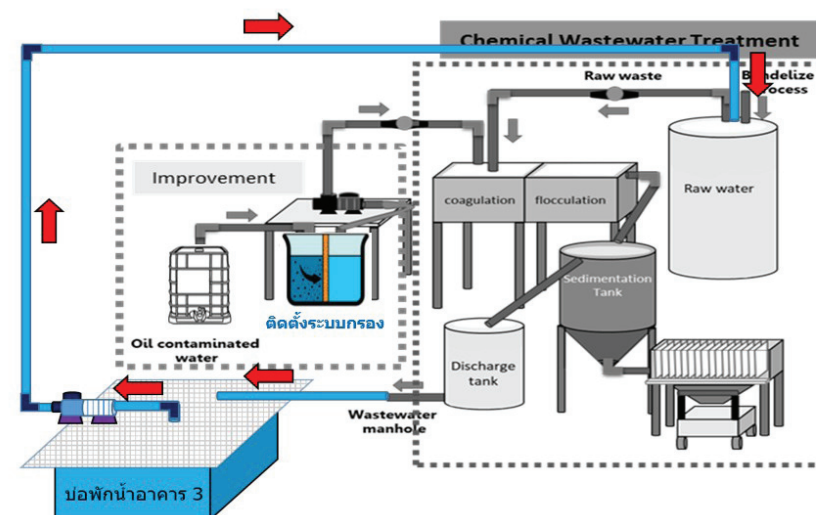 Chemical Wastewater Treatment
Raw waste
Process
Improvement
coagulation
flocculation
Raw water
Sedimentation
Tank
ติดตั้งระบบกรอง
Oil contaminated
water
Discharge
tank
Wastewater
manhole
บ่อพักน้ำอาคาร 3